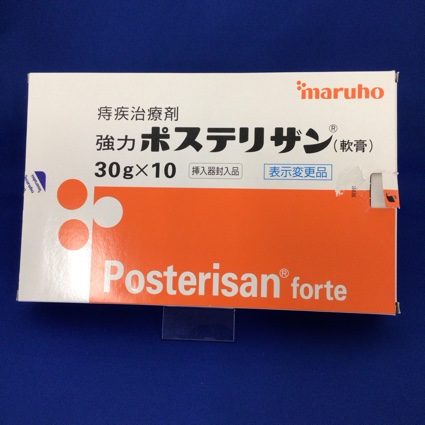 maruho
痔疾治療剤
強力ポステリザン®(軟膏)
30g×10 挿入器封入品 表示変更品
Posterisan® forte